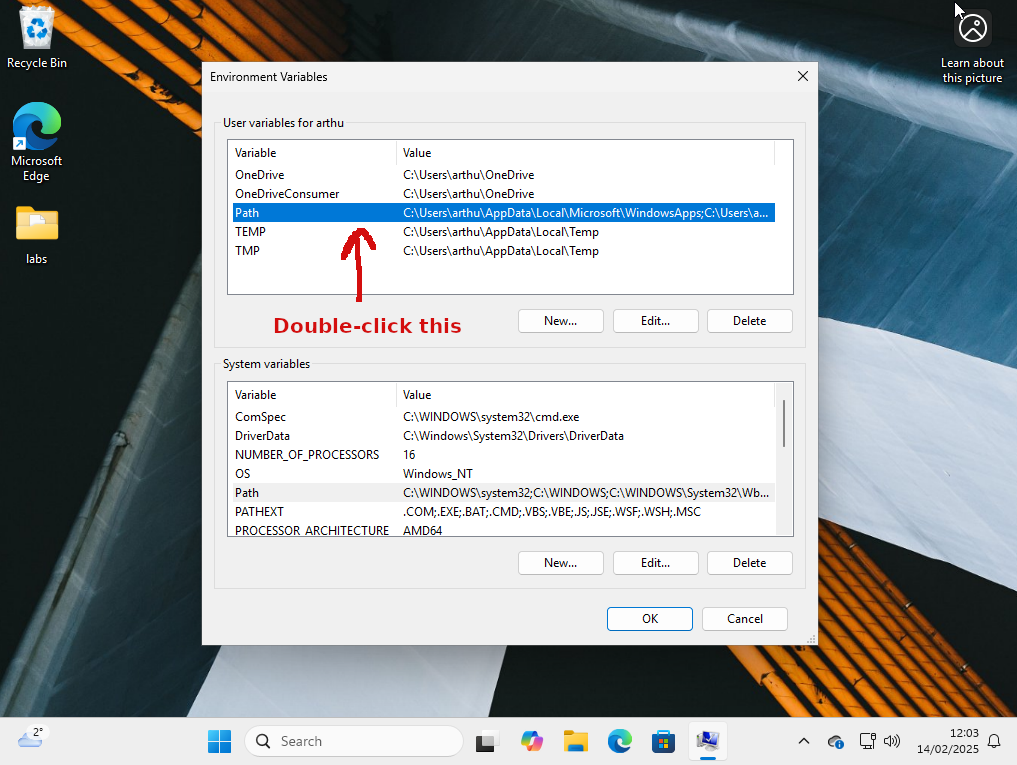 Recycle Bin
Learn about
this picture
Microsoft
Edge
labs
Environment Variables
User variables for arthu
Variable Value
OneDrive C:\Users\arthu\OneDrive
OneDriveConsumer C:\Users\arthu\OneDrive
Path C:\Users\arthu\AppData\Local\Microsoft\WindowsApps;C:\Users\a...
TEMP C:\Users\arthu\AppData\Local\Temp
TMP C:\Users\arthu\AppData\Local\Temp
Double-click this
New... Edit... Delete
System variables
Variable Value
ComSpec C:\WINDOWS\system32\cmd.exe
DriverData C:\Windows\System32\Drivers\DriverData
NUMBER_OF_PROCESSORS 16
OS Windows_NT
Path C:\WINDOWS\system32;C:\WINDOWS;C:\WINDOWS\System32\Wb...
PATHEXT .COM;.EXE;.BAT;.CMD;.VBS;.VBE;.JS;.JSE;.WSF;.WSH;.MSC
PROCESSOR_ARCHITECTURE AMD64
New... Edit... Delete
OK Cancel
2°
Search
12:03
14/02/2025